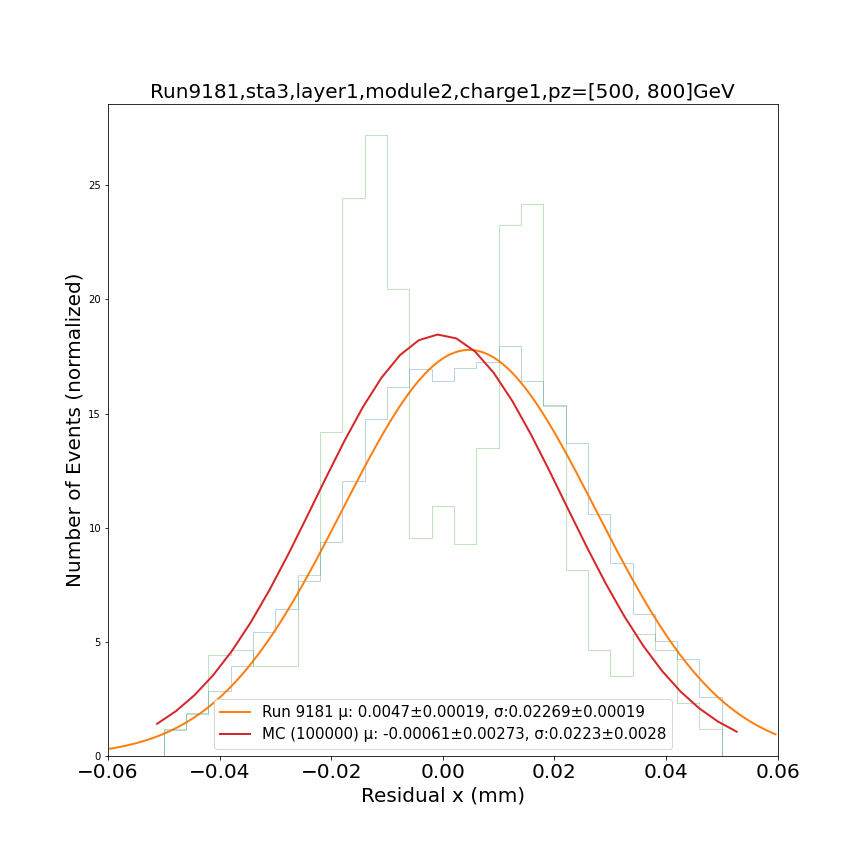 Run9181,sta3,layer1,module2,charge1,pz=[500, 800]GeV
Number of Events (normalized)
25
20
15
10
5
0
Run 9181 μ: 0.0047±0.00019, σ:0.02269±0.00019
MC (100000) μ: -0.00061±0.00273, σ:0.0223±0.0028
−0.06 −0.04 −0.02 0.00 0.02 0.04 0.06
Residual x (mm)